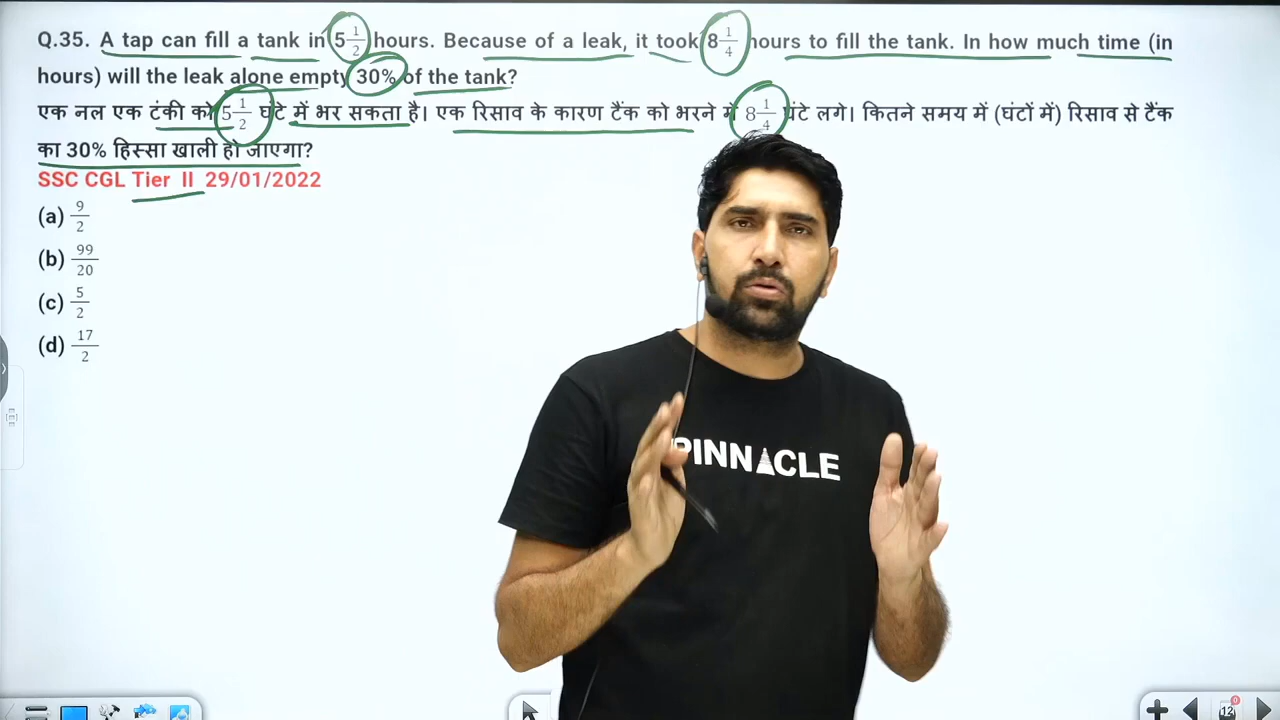 Q.35. A tap can fill a tank in 5 1/2 hours. Because of a leak, it took 8 1/4 hours to fill the tank. In how much time (in
hours) will the leak alone empty 30% of the tank?
एक नल एक टंकी को 5 1/2 घंटे में भर सकता है। एक रिसाव के कारण टैंक को भरने में 8 1/4 घंटे लगे। कितने समय में (घंटों में) रिसाव से टैंक
का 30% हिस्सा खाली हो जाएगा?
SSC CGL Tier II 29/01/2022
(a) 9/2
(b) 99/20
(c) 5/2
(d) 17/2
PINNACLE
12
0